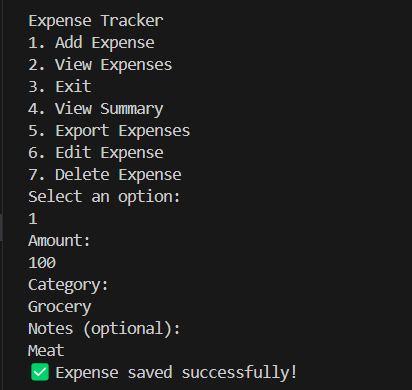 Expense Tracker
1. Add Expense
2. View Expenses
3. Exit
4. View Summary
5. Export Expenses
6. Edit Expense
7. Delete Expense
Select an option:
1
Amount:
100
Category:
Grocery
Notes (optional):
Meat
✅ Expense saved successfully!